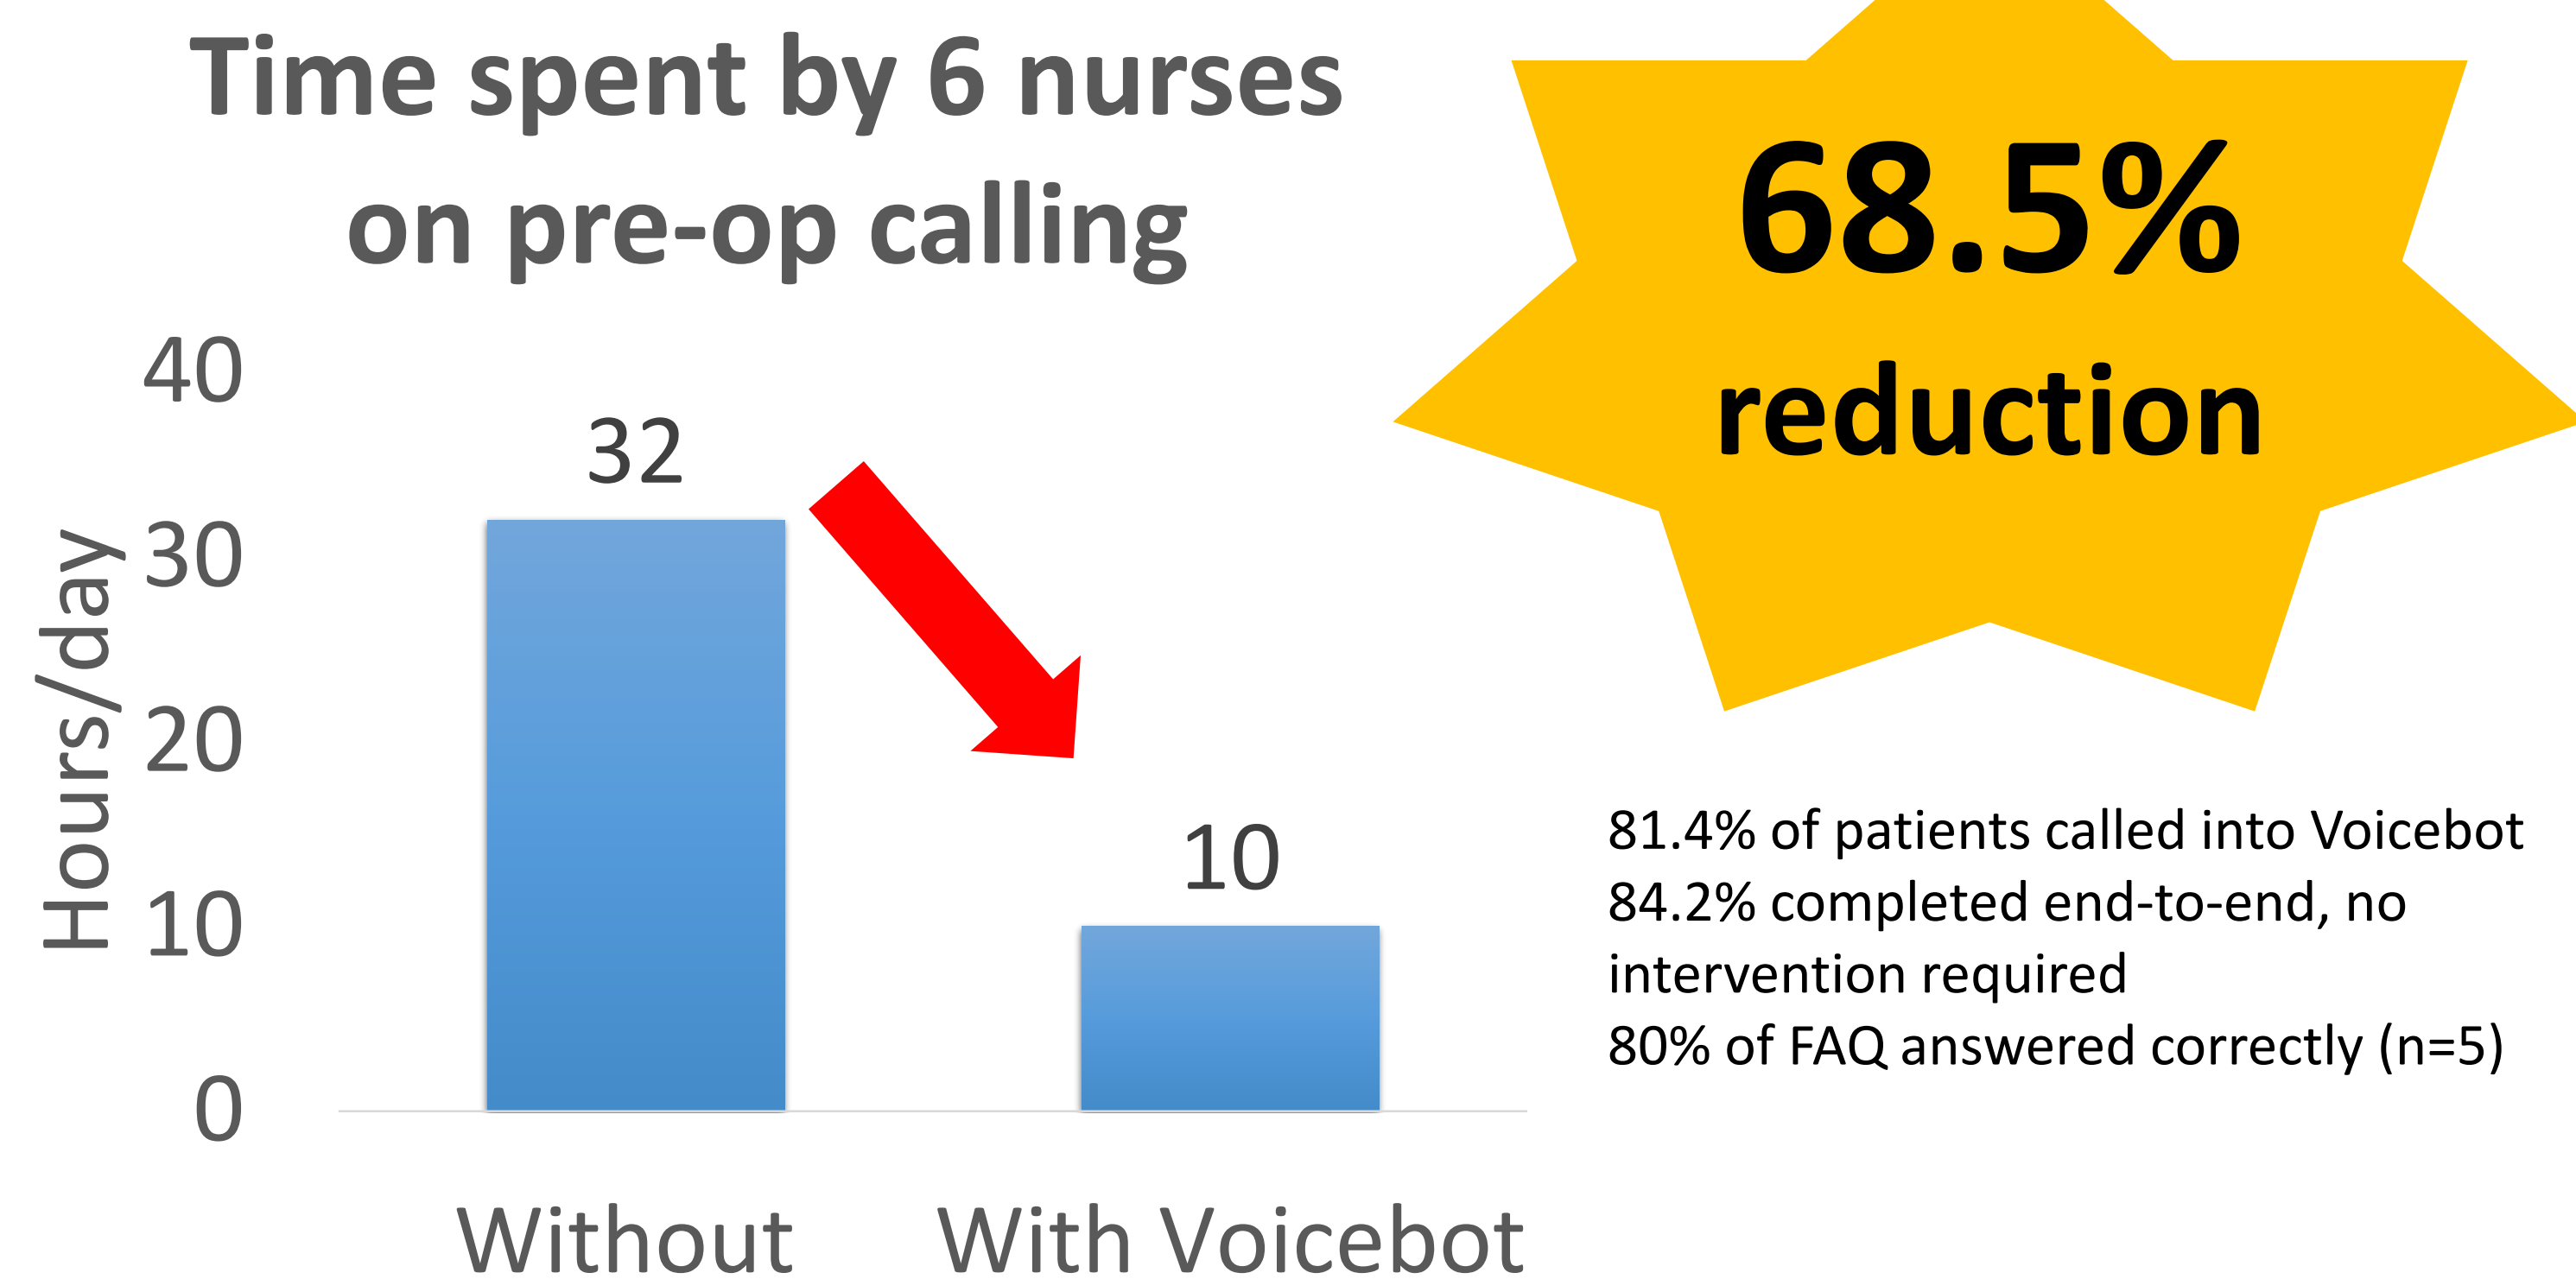 Time spent by 6 nurses
on pre-op calling
40
30
20
10
0
Hours/day
32
10
Without
With Voicebot
68.5%
reduction
81.4% of patients called into Voicebot
84.2% completed end-to-end, no
intervention required
80% of FAQ answered correctly (n=5)